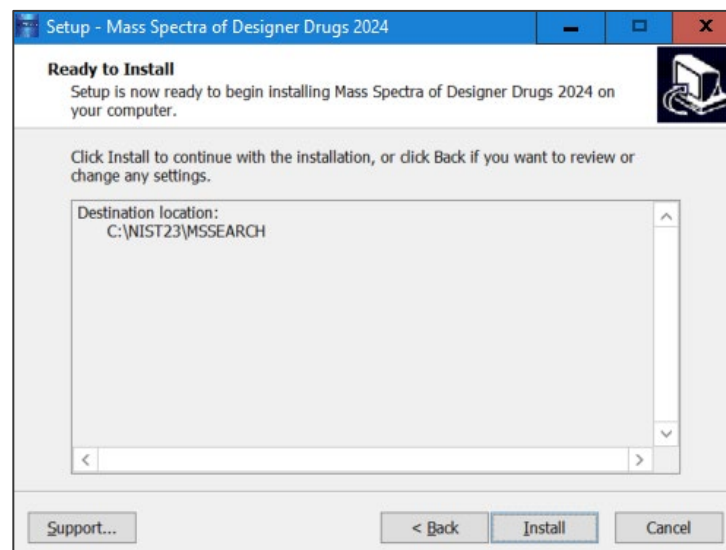 Setup - Mass Spectra of Designer Drugs 2024
Ready to Install
Setup is now ready to begin installing Mass Spectra of Designer Drugs 2024 on
your computer.
Click Install to continue with the installation, or click Back if you want to review or
change any settings.
Destination location:
C:\NIST23\MSSEARCH
Support...
< Back
Install
Cancel